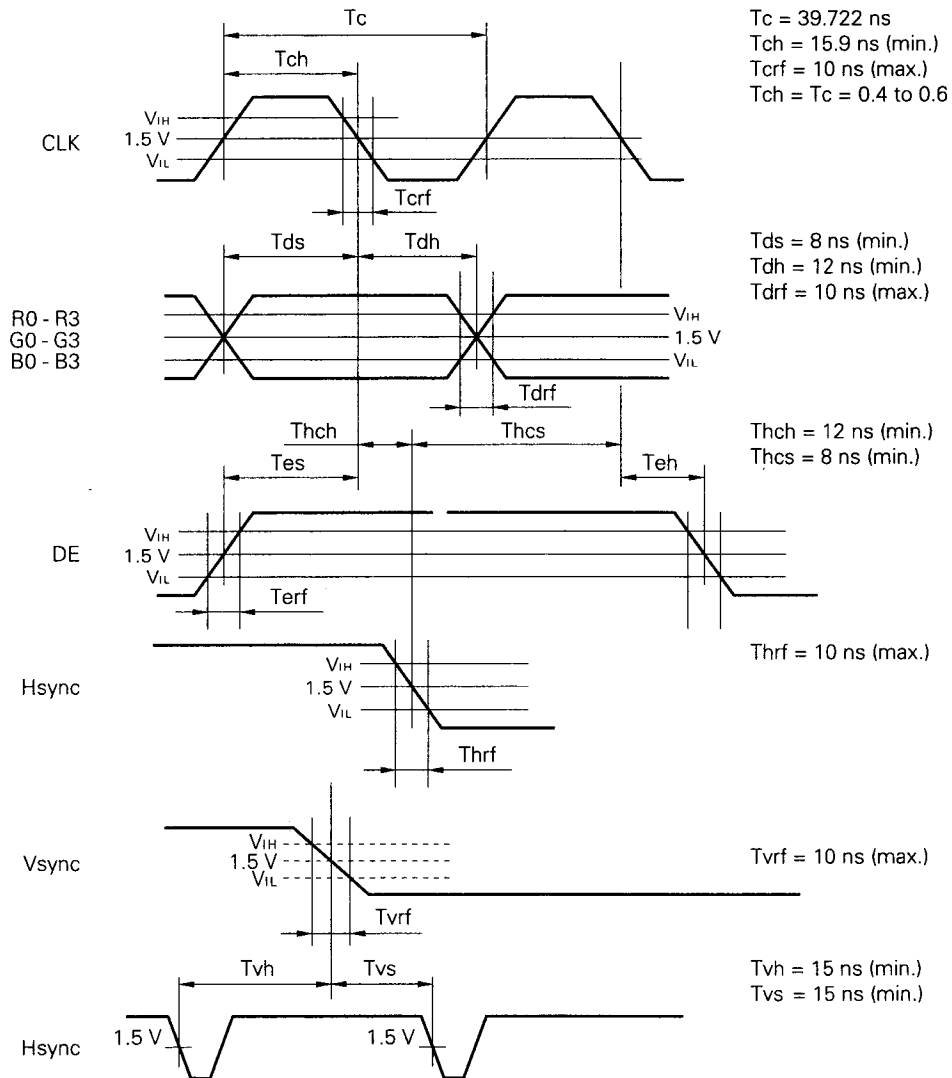 Tc
Tc = 39.722 ns
Tch = 15.9 ns (min.)
Tcrf = 10 ns (max.)
Tch = Tc = 0.4 to 0.6
Tch
VIH
CLK
1.5 V
VIL
Tcrf
Tds
Tdh
Tds = 8 ns (min.)
Tdh = 12 ns (min.)
Tdrf = 10 ns (max.)
R0 - R3
G0 - G3
B0 - B3
VIH
1.5 V
VIL
Tdrf
Thch
Thcs
Thch = 12 ns (min.)
Thcs = 8 ns (min.)
Tes
Teh
VIH
DE
1.5 V
VIL
Terf
Thrf = 10 ns (max.)
VIH
Hsync
1.5 V
VIL
Thrf
VIH
Vsync
1.5 V
VIL
Tvrf = 10 ns (max.)
Tvrf
Tvh
Tvs
Tvh = 15 ns (min.)
Tvs = 15 ns (min.)
Hsync
1.5 V
1.5 V